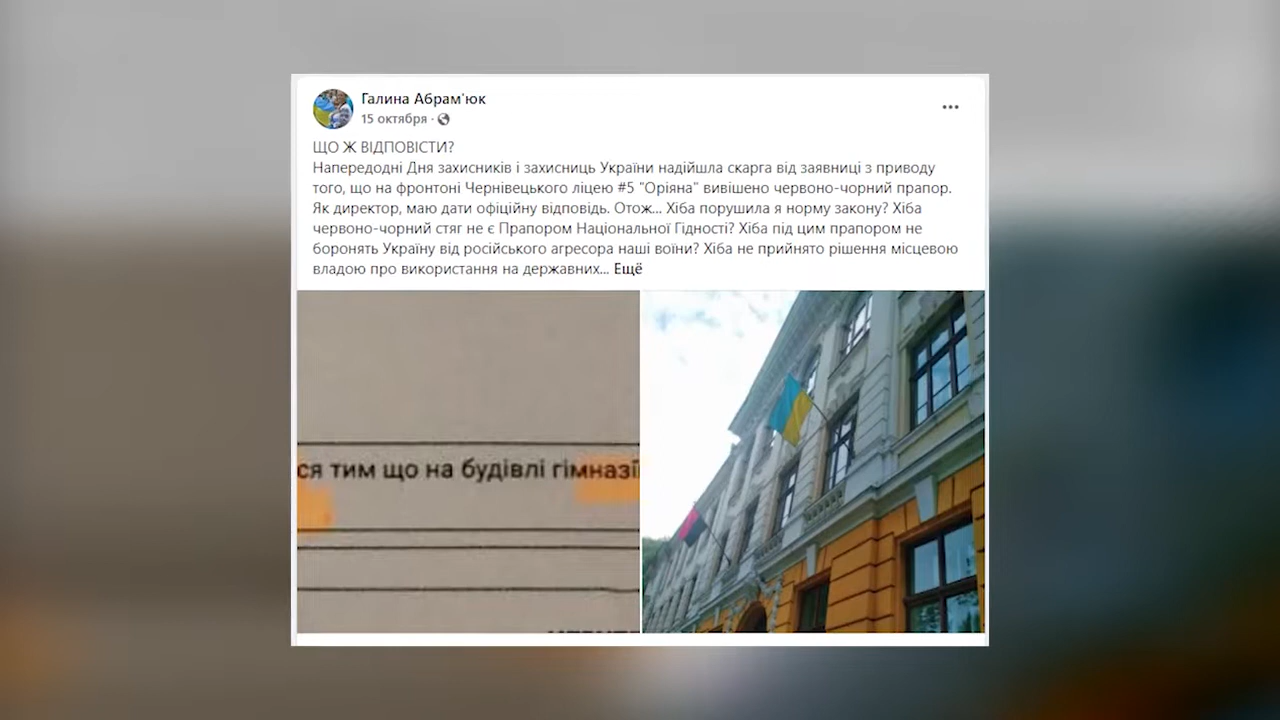 Галина Абрам'юк
15 октября ·
ЩО Ж ВІДПОВІСТИ?
Напередодні Дня захисників і захисниць України надійшла скарга від заявниці з приводу
того, що на фронтоні Чернівецького ліцею #5 "Оріяна" вивішено червоно-чорний прапор.
Як директор, маю дати офіційну відповідь. Отож... Хіба порушила я норму закону? Хіба
червоно-чорний стяг не є Прапором Національної Гідності? Хіба під цим прапором не
боронять Україну від російського агресора наші воїни? Хіба не прийнято рішення місцевою
владою про використання на державних... Ещё
ся тим що на будівлі гімназії